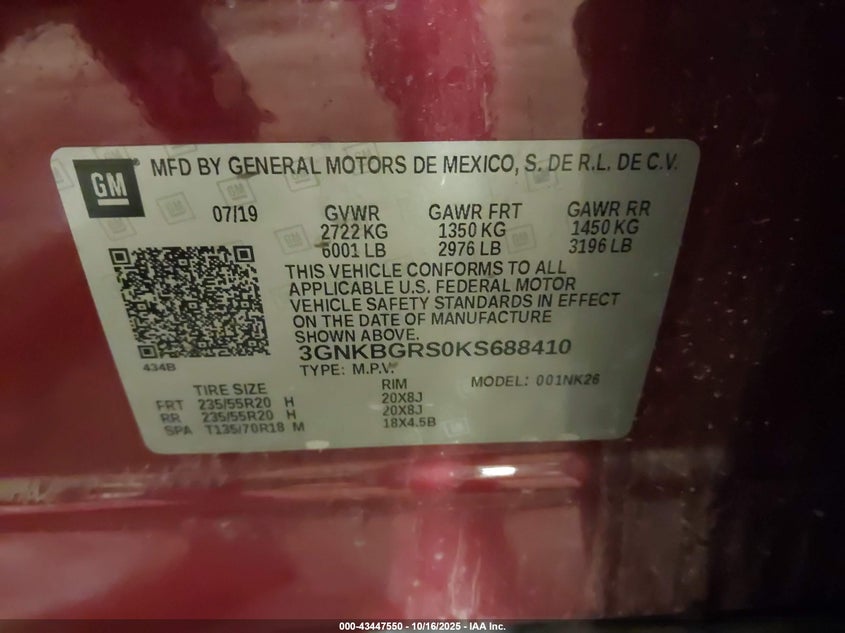 GM
MFD BY GENERAL MOTORS DE MEXICO, S. DE R.L. DE C.V.
07/19 GVWR GAWR FRT GAWR RR
2722 KG 1350 KG 1450 KG
6001 LB 2976 LB 3196 LB
THIS VEHICLE CONFORMS TO ALL
APPLICABLE U.S. FEDERAL MOTOR
VEHICLE SAFETY STANDARDS IN EFFECT
ON THE DATE OF MANUFACTURE
SHOWN ABOVE.
3GNKBGRS0KS688410
434B
TYPE: M.P.V.
MODEL: 001NK26
TIRE SIZE RIM
FRT 235/55R20 H 20X8J
RR 235/55R20 H 20X8J
SPA T135/70R18 M 18X4.5B
000-43447550 - 10/16/2025 - IAA Inc.